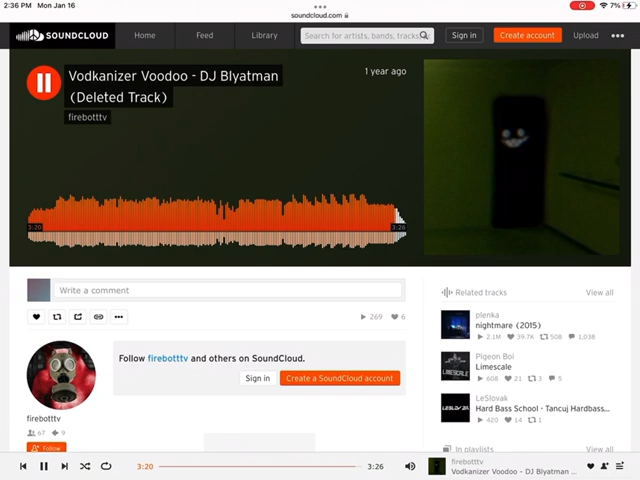 2:36 PM Mon Jan 16
7%
soundcloud.com
SOUNDCLOUD
Home
Feed
Library
Search for artists, bands, tracks,
Sign in
Create account
Upload
Vodkanizer Voodoo - DJ Blyatman
(Deleted Track)
firebotttv
1 year ago
3:20
3:26
Write a comment
269
6
Related tracks
View all
plenka
nightmare (2015)
2.1M 39.7K 508 1,038
Pigeon Boi
Limescale
608 21 3 5
LeSlovak
Hard Bass School - Tancuj Hardbass...
420 14 1
In playlists
View all
Follow firebotttv and others on SoundCloud.
Sign in
Create a SoundCloud account
firebotttv
67 9
Follow
3:20
3:26
firebotttv
Vodkanizer Voodoo - DJ Blyatman ...